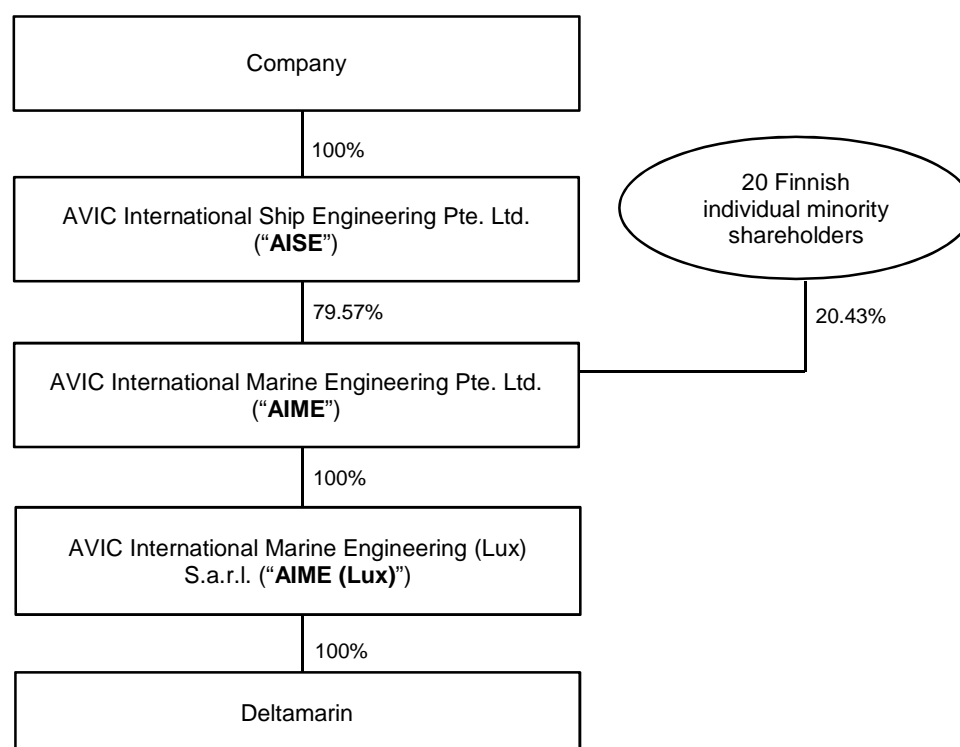 Company
100%
AVIC International Ship Engineering Pte. Ltd.
(“AISE”)
20 Finnish
individual minority
shareholders
79.57%
20.43%
AVIC International Marine Engineering Pte. Ltd.
(“AIME”)
100%
AVIC International Marine Engineering (Lux)
S.a.r.l. (“AIME (Lux)”)
100%
Deltamarin